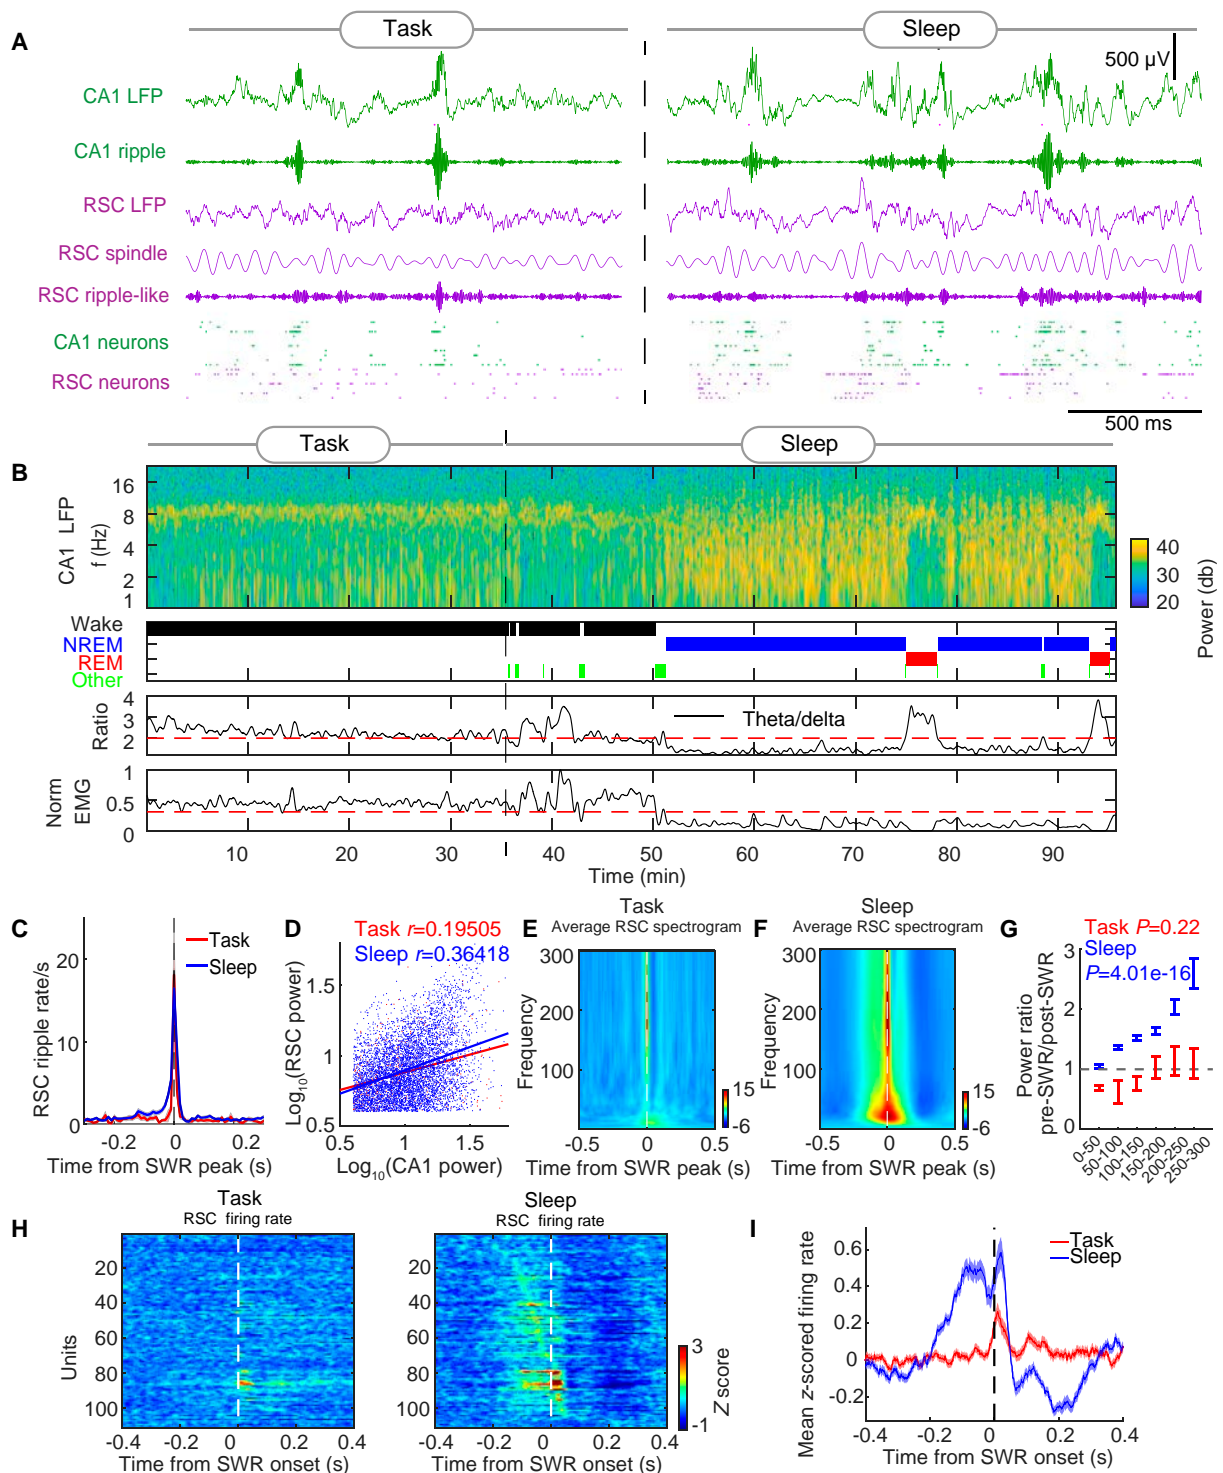 Task
Sleep
A
500 µV
CA1 LFP
CA1 ripple
RSC LFP
RSC spindle
RSC ripple-like
CA1 neurons
RSC neurons
500 ms
Task
Sleep
B
CA1 LFP
f (Hz)
16
8
4
2
1
40
30
20
Power (db)
Wake
NREM
REM
Other
Ratio
4
3
2
Theta/delta
Norm
EMG
1
0.5
0
10 20 30 40 50 60 70 80 90
Time (min)
C
RSC ripple rate/s
20
10
0
Task
Sleep
-0.2 0 0.2
Time from SWR peak (s)
D
Task r=0.19505
Sleep r=0.36418
Log10(RSC power)
1.5
1
0.5
0.5 1 1.5
Log10(CA1 power)
E
Task
Average RSC spectrogram
Frequency
300
200
100
15
-6
-0.5 0 0.5
Time from SWR peak (s)
F
Sleep
Average RSC spectrogram
Frequency
300
200
100
15
-6
-0.5 0 0.5
Time from SWR peak (s)
G
Task P=0.22
Sleep
P=4.01e-16
Power ratio
pre-SWR/post-SWR
3
2
1
0
0-50
50-100
100-150
150-200
200-250
250-300
H
Task
RSC firing rate
Units
20
40
60
80
100
-0.4 -0.2 0 0.2 0.4
Time from SWR onset (s)
Sleep
RSC firing rate
20
40
60
80
100
-0.4 -0.2 0 0.2 0.4
Time from SWR onset (s)
3
-1
Z score
I
Mean z-scored firing rate
0.6
0.4
0.2
0
-0.2
Task
Sleep
-0.4 -0.2 0 0.2 0.4
Time from SWR onset (s)